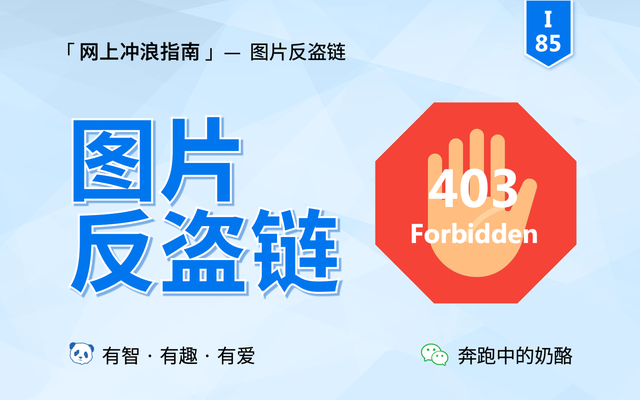 「网上冲浪指南」— 图片反盗链
I
85
图片
反盗链
403
Forbidden
有智 · 有趣 · 有爱
奔跑中的奶酪